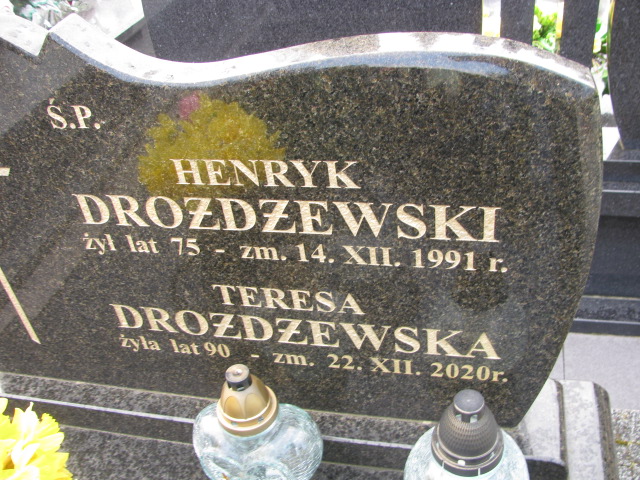 Ś.P.
HENRYK
DROŻDŻEWSKI
żył lat 75 - zm. 14. XII. 1991 r.
TERESA
DROŻDŻEWSKA
żyła lat 90 - zm. 22. XII. 2020r.